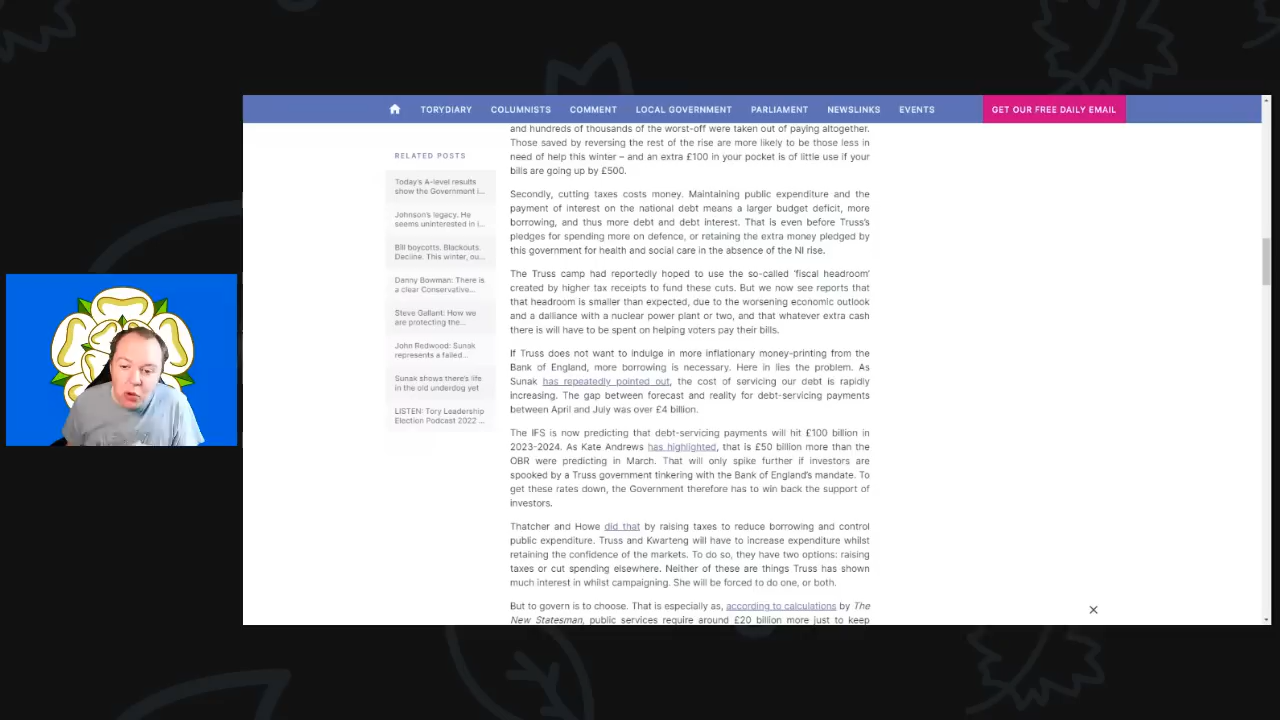 TORYDIARY COLUMNISTS COMMENT LOCAL GOVERNMENT PARLIAMENT NEWSLINKS EVENTS GET OUR FREE DAILY EMAIL
RELATED POSTS
Today's A-level results
show the Government i...
Johnson's legacy. He
seems uninterested in i...
Bill boycotts. Blackouts.
Decline. This winter, ou...
Danny Bowman: There is
a clear Conservative...
Steve Gallant: How we
are protecting the...
John Redwood: Sunak
represents a failed...
Sunak shows there's life
in the old underdog yet
LISTEN: Tory Leadership
Election Podcast 2022 ...
and hundreds of thousands of the worst-off were taken out of paying altogether.
Those saved by reversing the rest of the rise are more likely to be those less in
need of help this winter – and an extra £100 in your pocket is of little use if your
bills are going up by £500.
Secondly, cutting taxes costs money. Maintaining public expenditure and the
payment of interest on the national debt means a larger budget deficit, more
borrowing, and thus more debt and debt interest. That is even before Truss's
pledges for spending more on defence, or retaining the extra money pledged by
this government for health and social care in the absence of the NI rise.
The Truss camp had reportedly hoped to use the so-called 'fiscal headroom'
created by higher tax receipts to fund these cuts. But we now see reports that
that headroom is smaller than expected, due to the worsening economic outlook
and a dalliance with a nuclear power plant or two, and that whatever extra cash
there is will have to be spent on helping voters pay their bills.
If Truss does not want to indulge in more inflationary money-printing from the
Bank of England, more borrowing is necessary. Here in lies the problem. As
Sunak has repeatedly pointed out, the cost of servicing our debt is rapidly
increasing. The gap between forecast and reality for debt-servicing payments
between April and July was over £4 billion.
The IFS is now predicting that debt-servicing payments will hit £100 billion in
2023-2024. As Kate Andrews has highlighted, that is £50 billion more than the
OBR were predicting in March. That will only spike further if investors are
spooked by a Truss government tinkering with the Bank of England's mandate. To
get these rates down, the Government therefore has to win back the support of
investors.
Thatcher and Howe did that by raising taxes to reduce borrowing and control
public expenditure. Truss and Kwarteng will have to increase expenditure whilst
retaining the confidence of the markets. To do so, they have two options: raising
taxes or cut spending elsewhere. Neither of these are things Truss has shown
much interest in whilst campaigning. She will be forced to do one, or both.
But to govern is to choose. That is especially as, according to calculations by The
New Statesman, public services require around £20 billion more just to keep